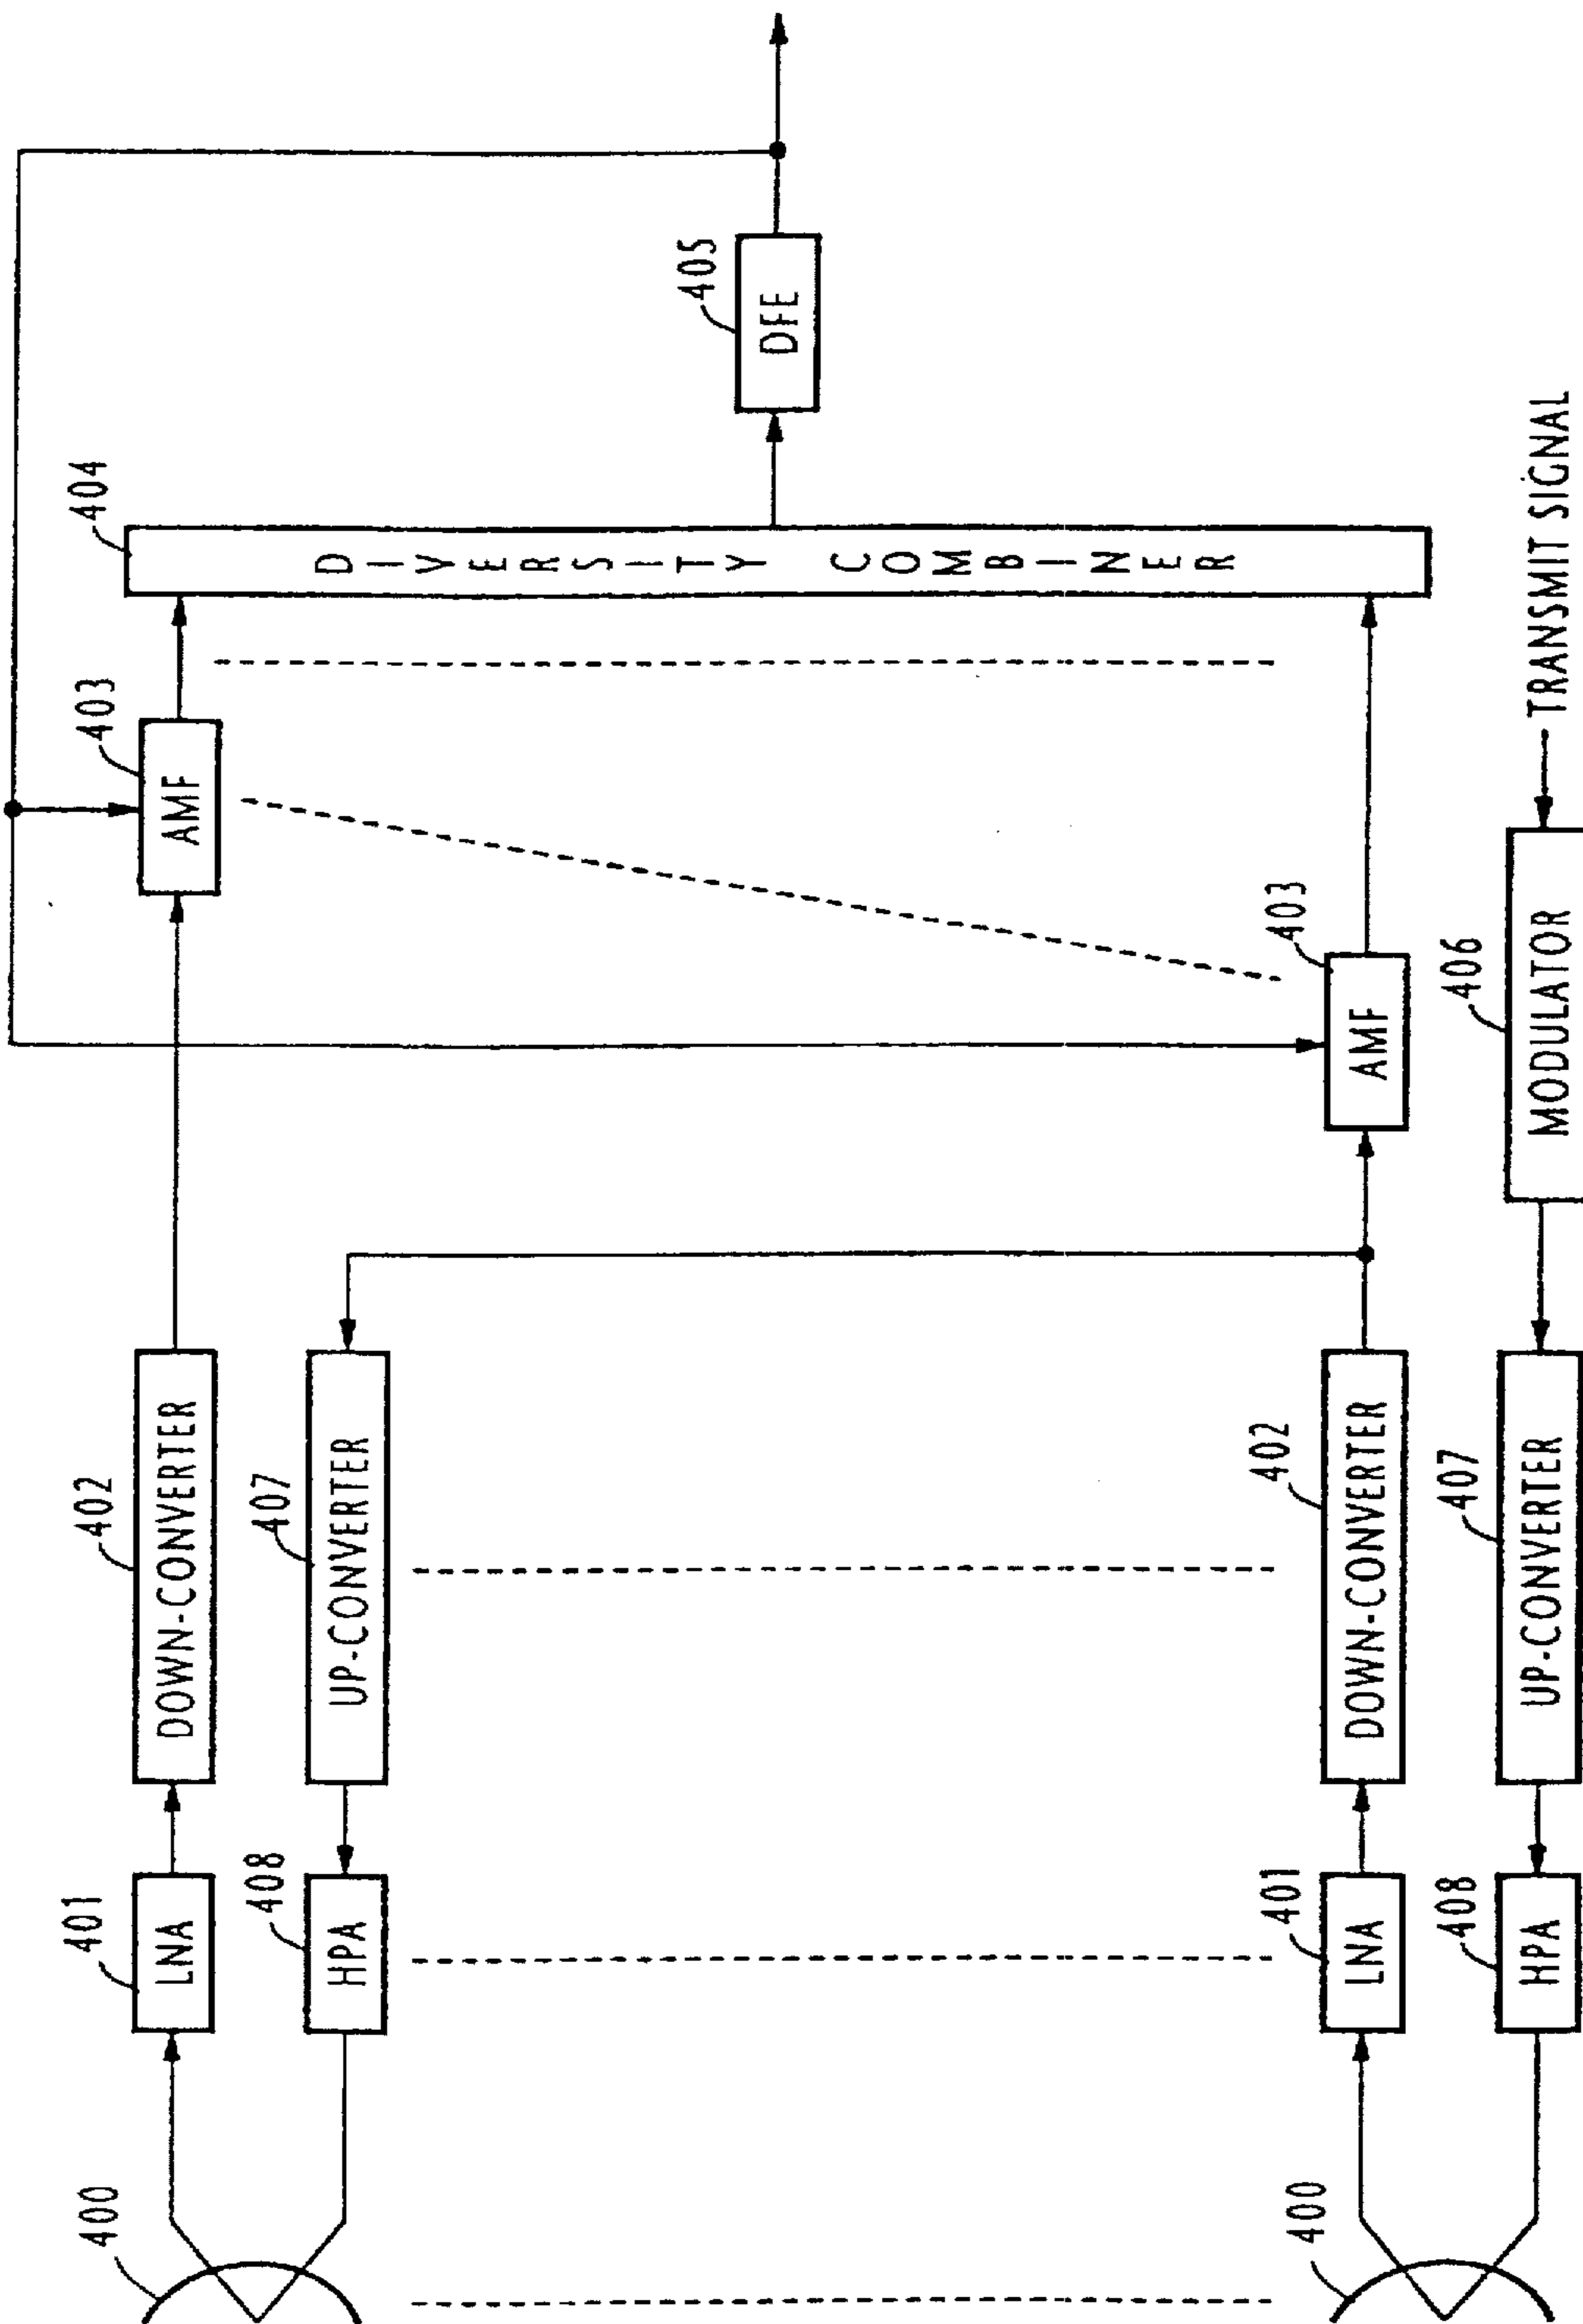 400
401
LNA
402
DOWN-CONVERTER
403
AMF
404
DIVERSITY COMBINER
405
DFE
408
HPA
407
UP-CONVERTER
400
401
LNA
402
DOWN-CONVERTER
403
AMF
408
HPA
407
UP-CONVERTER
406
MODULATOR
TRANSMIT SIGNAL